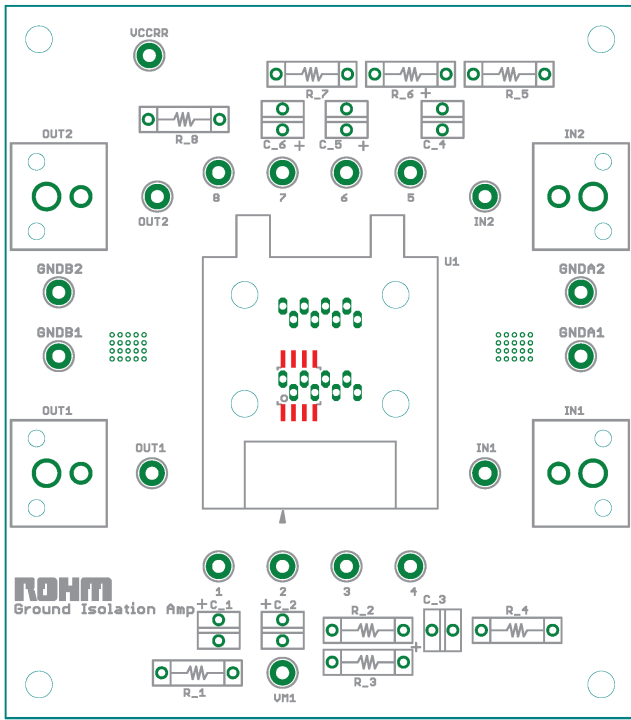 VCCRR
R_7
R_6 +
R_5
R_8
C_6 +
C_5 +
C_4
OUT2
IN2
8
7
6
5
OUT2
IN2
U1
GNDB2
GNDA2
GNDB1
GNDA1
OUT1
IN1
OUT1
IN1
1
2
3
4
ROHM
Ground Isolation Amp
+C_1
+C_2
R_2
C_3
R_4
+
R_3
R_1
VM1